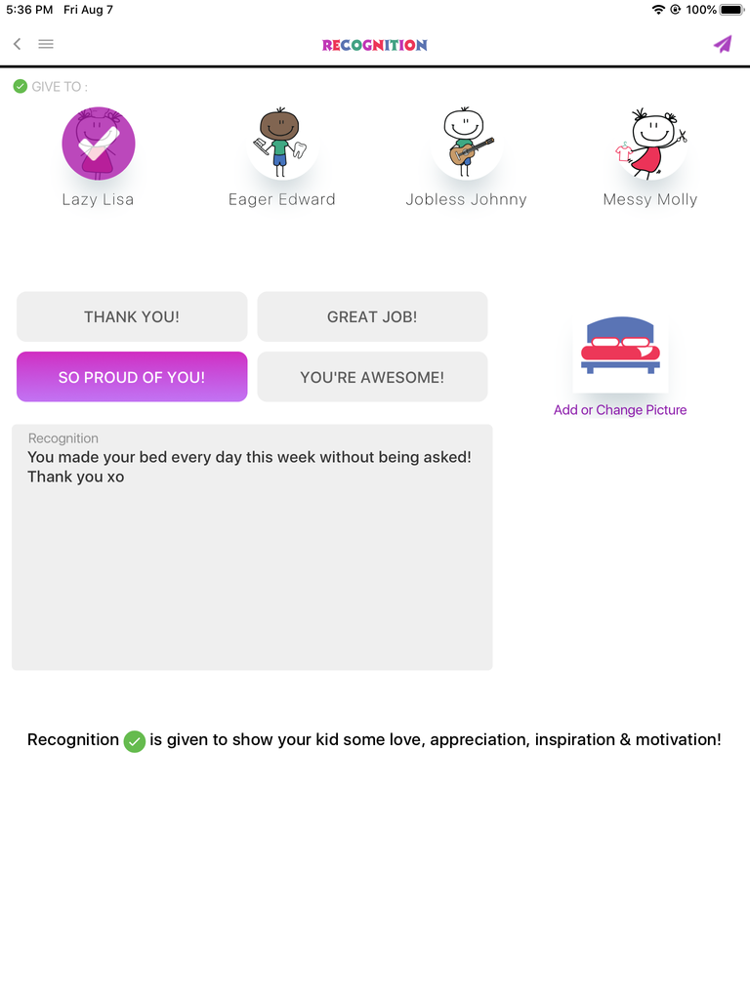 5:36 PM Fri Aug 7 100%
RECOGNITION
GIVE TO :
Lazy Lisa Eager Edward Jobless Johnny Messy Molly
THANK YOU! GREAT JOB!
SO PROUD OF YOU! YOU'RE AWESOME!
Add or Change Picture
Recognition
You made your bed every day this week without being asked!
Thank you xo
Recognition is given to show your kid some love, appreciation, inspiration & motivation!